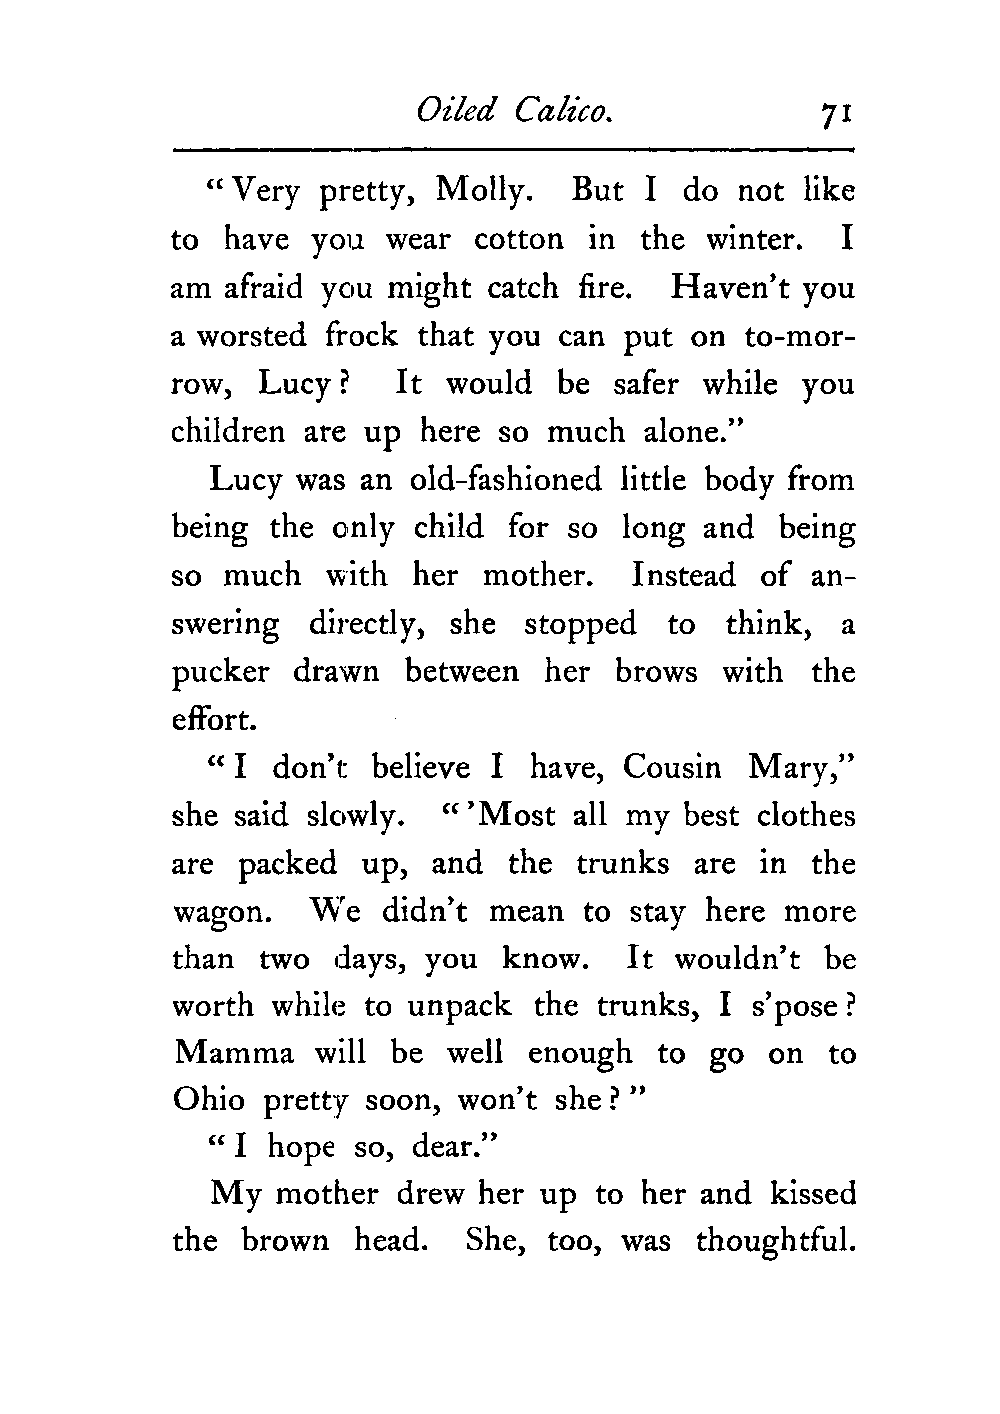 Oiled Calico. 71
“Very pretty, Molly. But I do not like
to have you wear cotton in the winter. I
am afraid you might catch fire. Haven’t you
a worsted frock that you can put on to-mor-
row, Lucy? It would be safer while you
children are up here so much alone.”
Lucy was an old-fashioned little body from
being the only child for so long and being
so much with her mother. Instead of an-
swering directly, she stopped to think, a
pucker drawn between her brows with the
effort.
“I don’t believe I have, Cousin Mary,”
she said slowly. “’Most all my best clothes
are packed up, and the trunks are in the
wagon. We didn’t mean to stay here more
than two days, you know. It wouldn’t be
worth while to unpack the trunks, I s’pose?
Mamma will be well enough to go on to
Ohio pretty soon, won’t she?”
“I hope so, dear.”
My mother drew her up to her and kissed
the brown head. She, too, was thoughtful.